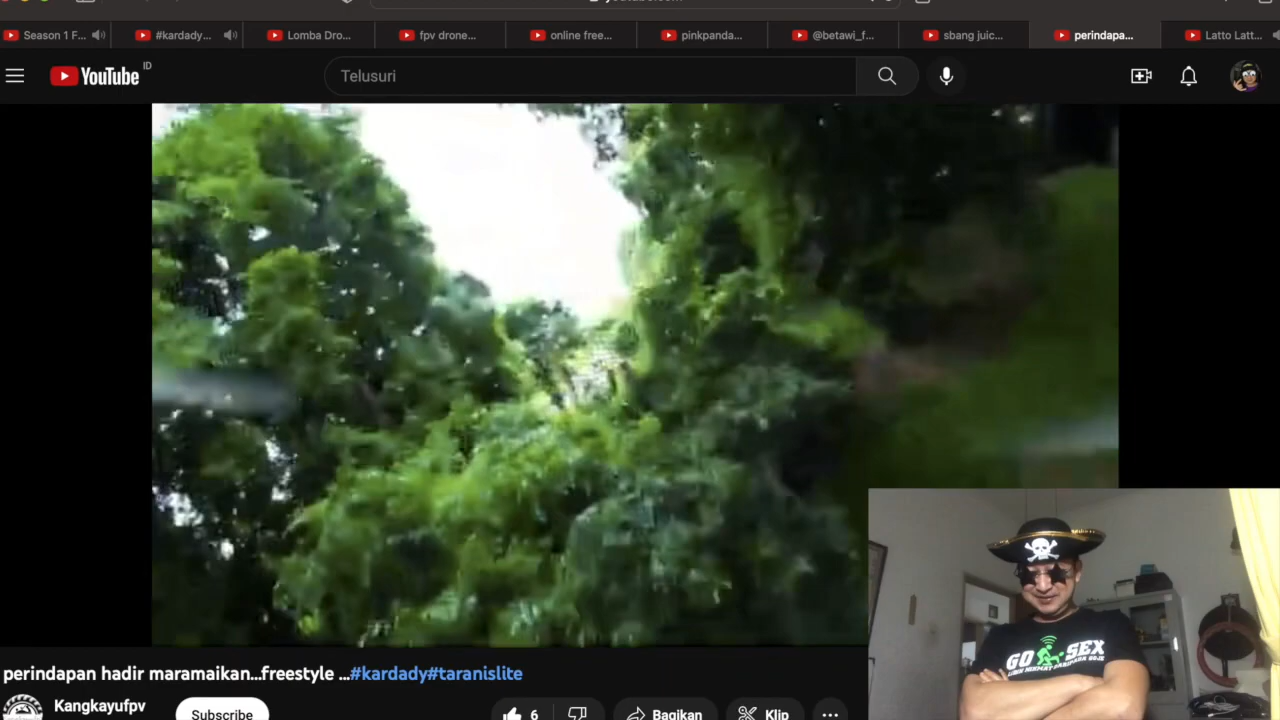 Season 1 F...
#kardady...
Lomba Dro...
fpv drone...
online free...
pinkpanda...
@betawi_f...
sbang juic...
perindapa...
Latto Latt...
YouTube ID
Telusuri
GO SEX
perindapan hadir maramaikan...freestyle ...#kardady#taranislite
Kangkayufpv
Subscribe
6
Bagikan
Klip